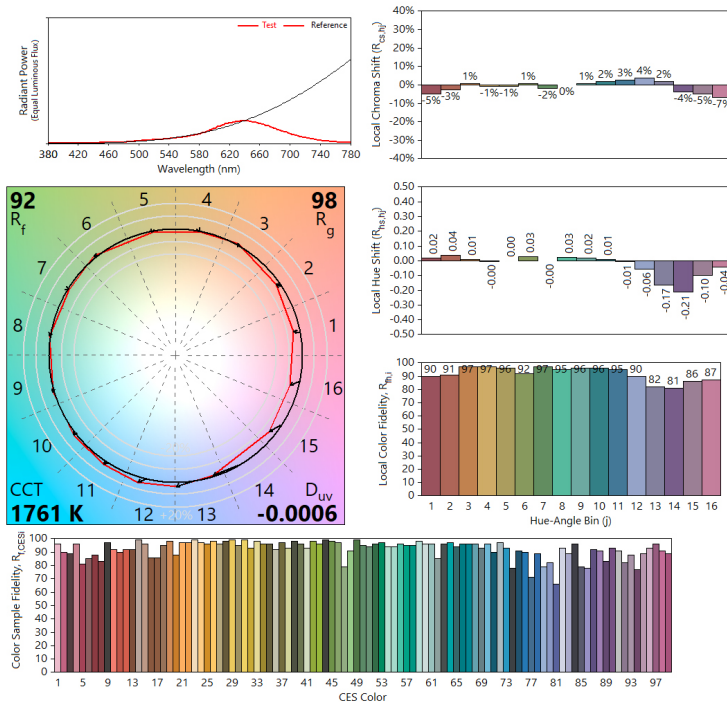 Test Reference
Radiant Power
(Equal Luminous Flux)
380 420 460 500 540 580 620 660 700 740 780
Wavelength (nm)
Local Chroma Shift (Rcs,hj)
40%
30%
20%
10%
0%
-10%
-20%
-30%
-40%
-5% -3% 1% -1% -1% 1% -2% 0% 1% 2% 3% 4% 2% -4% -5% -7%
92
Rf
98
Rg
5 4
6 3
7 2
8 1
9 16
10 15
11 14
12 13
+20%
CCT
1761 K
Duv
-0.0006
Local Hue Shift (Rhs,hj)
0.50
0.40
0.30
0.20
0.10
0.00
-0.10
-0.20
-0.30
-0.40
-0.50
0.02 0.04 0.01 -0.00 0.00 0.03 -0.00 0.03 0.02 0.01 -0.01 -0.06 -0.17 -0.21 -0.10 -0.04
Local Color Fidelity, Rfh,i
100
90
80
70
60
50
40
30
20
10
0
90 91 97 97 96 92 97 95 96 96 95 90 82 81 86 87
1 2 3 4 5 6 7 8 9 10 11 12 13 14 15 16
Hue-Angle Bin (j)
Color Sample Fidelity, Rf,CESi
100
90
80
70
60
50
40
30
20
10
0
1 5 9 13 17 21 25 29 33 37 41 45 49 53 57 61 65 69 73 77 81 85 89 93 97
CES Color